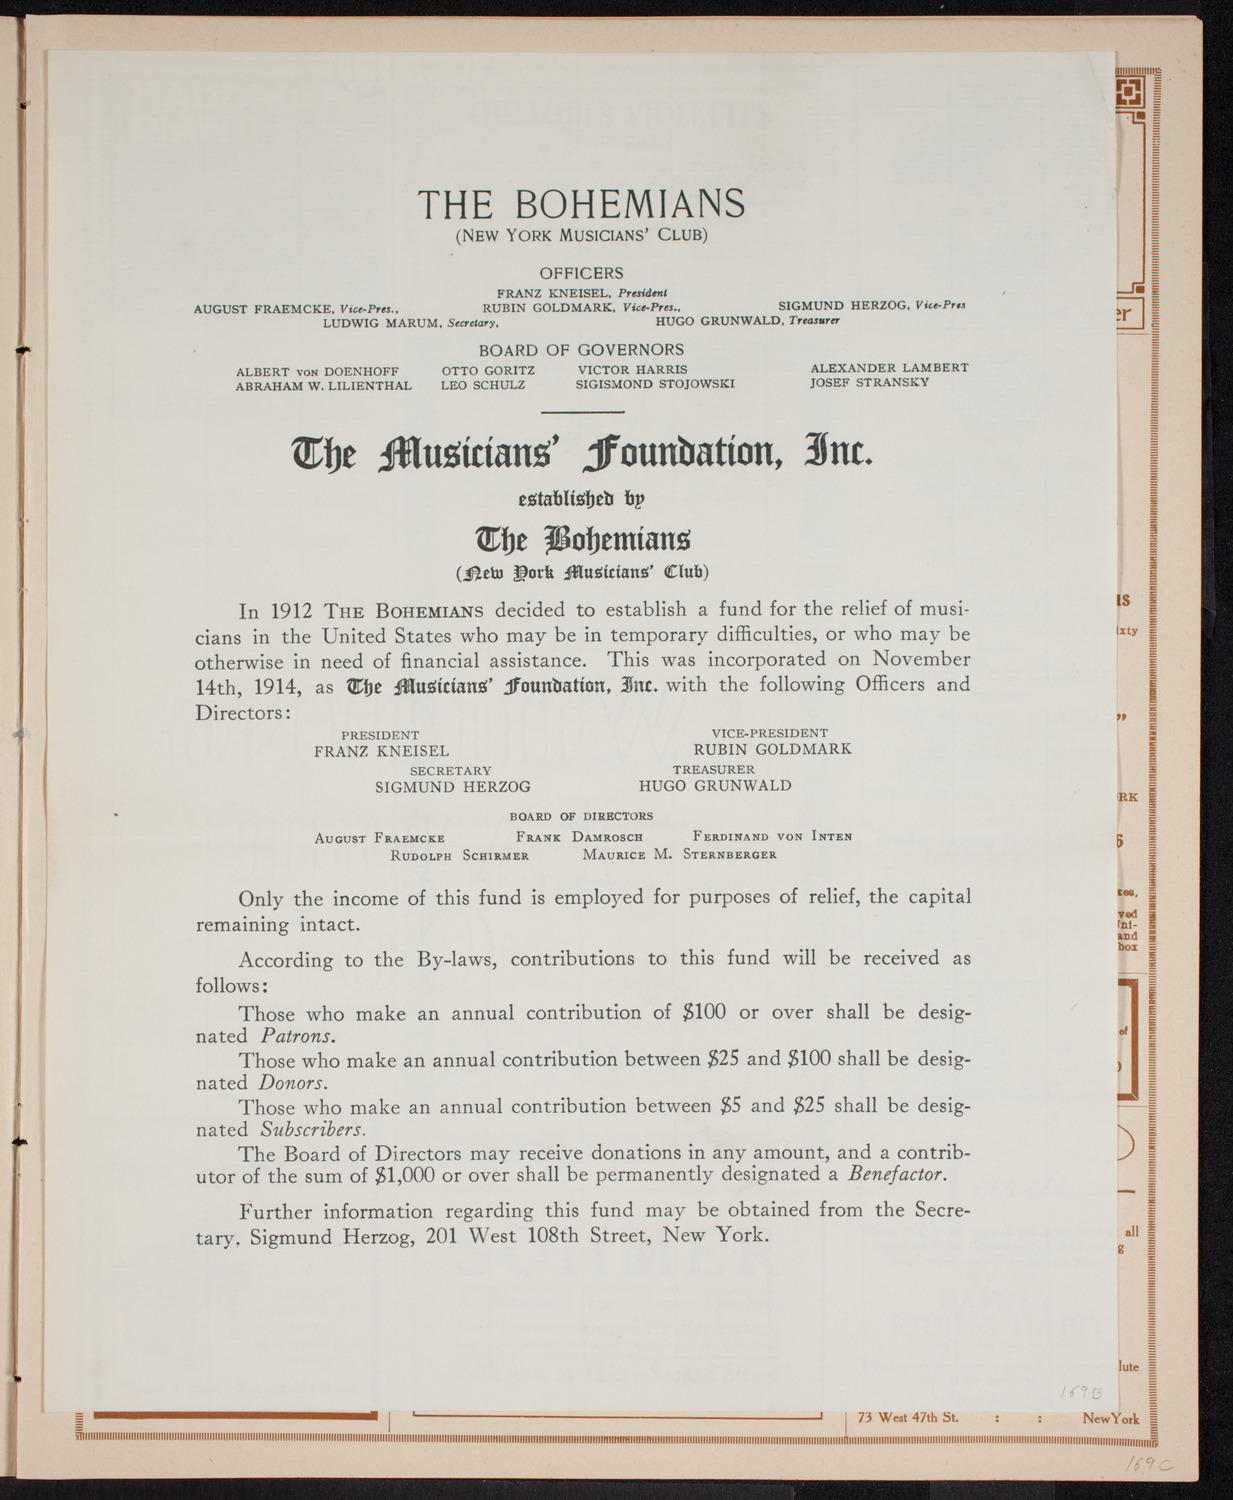 THE BOHEMIANS
(NEW YORK MUSICIANS' CLUB)
OFFICERS
FRANZ KNEISEL, President
AUGUST FRAEMCKE, Vice-Pres., RUBIN GOLDMARK, Vice-Pres., SIGMUND HERZOG, Vice-Pres
LUDWIG MARUM, Secretary, HUGO GRUNWALD, Treasurer
BOARD OF GOVERNORS
ALBERT VON DOENHOFF OTTO GORITZ VICTOR HARRIS ALEXANDER LAMBERT
ABRAHAM W. LILIENTHAL LEO SCHULZ SIGISMOND STOJOWSKI JOSEF STRANSKY
The Musicians' Foundation, Inc.
established by
The Bohemians
(New York Musicians' Club)
In 1912 THE BOHEMIANS decided to establish a fund for the relief of musi-
cians in the United States who may be in temporary difficulties, or who may be
otherwise in need of financial assistance. This was incorporated on November
14th, 1914, as The Musicians' Foundation, Inc. with the following Officers and
Directors:
PRESIDENT VICE-PRESIDENT
FRANZ KNEISEL RUBIN GOLDMARK
SECRETARY TREASURER
SIGMUND HERZOG HUGO GRUNWALD
BOARD OF DIRECTORS
AUGUST FRAEMCKE FRANK DAMROSCH FERDINAND VON INTEN
RUDOLPH SCHIRMER MAURICE M. STERNBERGER
Only the income of this fund is employed for purposes of relief, the capital
remaining intact.
According to the By-laws, contributions to this fund will be received as
follows:
Those who make an annual contribution of $100 or over shall be desig-
nated Patrons.
Those who make an annual contribution between $25 and $100 shall be desig-
nated Donors.
Those who make an annual contribution between $5 and $25 shall be desig-
nated Subscribers.
The Board of Directors may receive donations in any amount, and a contrib-
utor of the sum of $1,000 or over shall be permanently designated a Benefactor.
Further information regarding this fund may be obtained from the Secre-
tary, Sigmund Herzog, 201 West 108th Street, New York.
169B
and
box
of
all
73 West 47th St. : : New York
169C